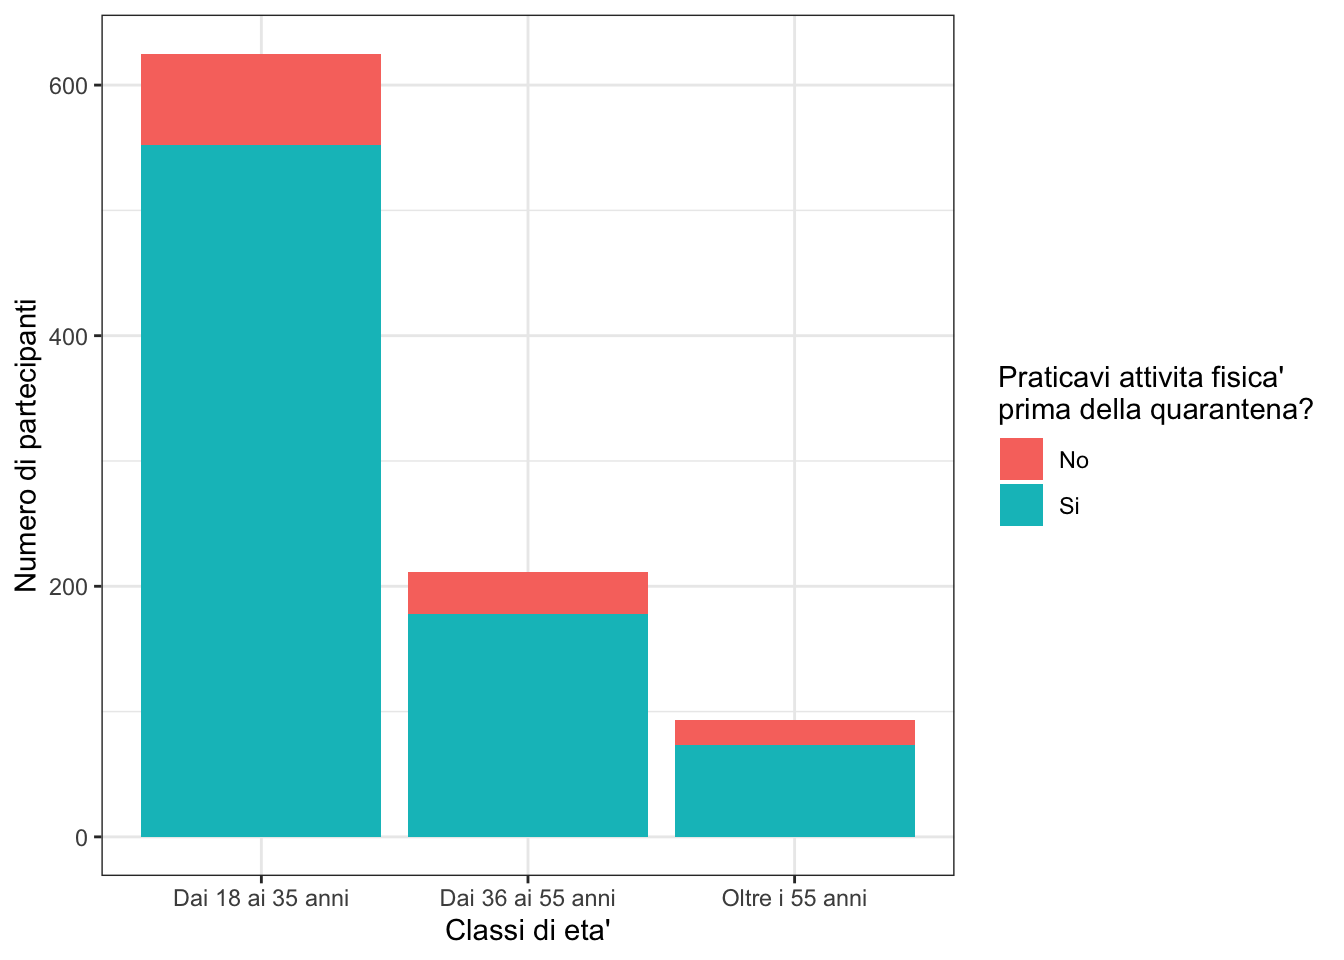 Numero di partecipanti
600
400
200
0
Dai 18 ai 35 anni
Dai 36 ai 55 anni
Oltre i 55 anni
Classi di eta'
Praticavi attivita fisica'
prima della quarantena?
No
Si